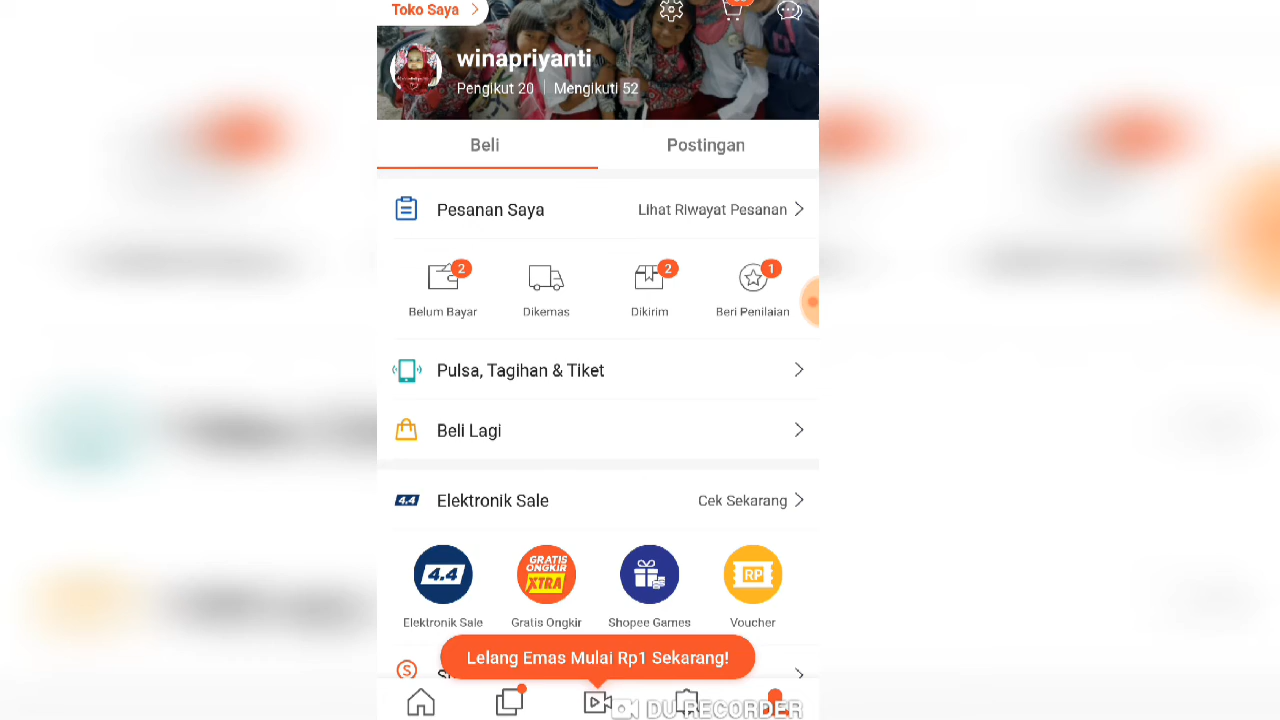 Toko Saya
winapriyanti
Pengikut 20 Mengikuti 52
Beli Postingan
Pesanan Saya Lihat Riwayat Pesanan
2 2 1
Belum Bayar Dikemas Dikirim Beri Penilaian
Pulsa, Tagihan & Tiket
Beli Lagi
4.4 Elektronik Sale Cek Sekarang
4.4 GRATIS ONGKIR XTRA RP
Elektronik Sale Gratis Ongkir Shopee Games Voucher
Lelang Emas Mulai Rp1 Sekarang!
DU RECORDER